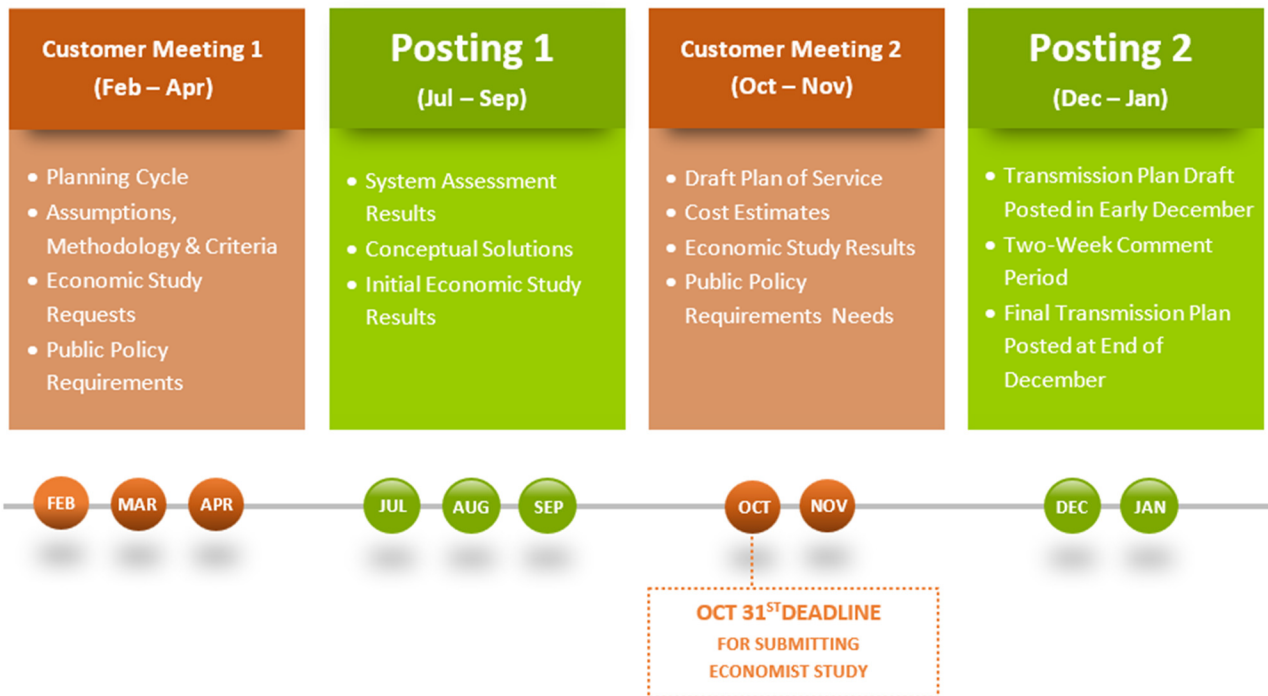 Customer Meeting 1
(Feb – Apr)
• Planning Cycle
• Assumptions,
Methodology & Criteria
• Economic Study
Requests
• Public Policy
Requirements
Posting 1
(Jul – Sep)
• System Assessment
Results
• Conceptual Solutions
• Initial Economic Study
Results
Customer Meeting 2
(Oct – Nov)
• Draft Plan of Service
• Cost Estimates
• Economic Study Results
• Public Policy
Requirements Needs
Posting 2
(Dec – Jan)
• Transmission Plan Draft
Posted in Early December
• Two-Week Comment
Period
• Final Transmission Plan
Posted at End of
December
FEB MAR APR JUL AUG SEP OCT NOV DEC JAN
OCT 31ST DEADLINE
FOR SUBMITTING
ECONOMIST STUDY